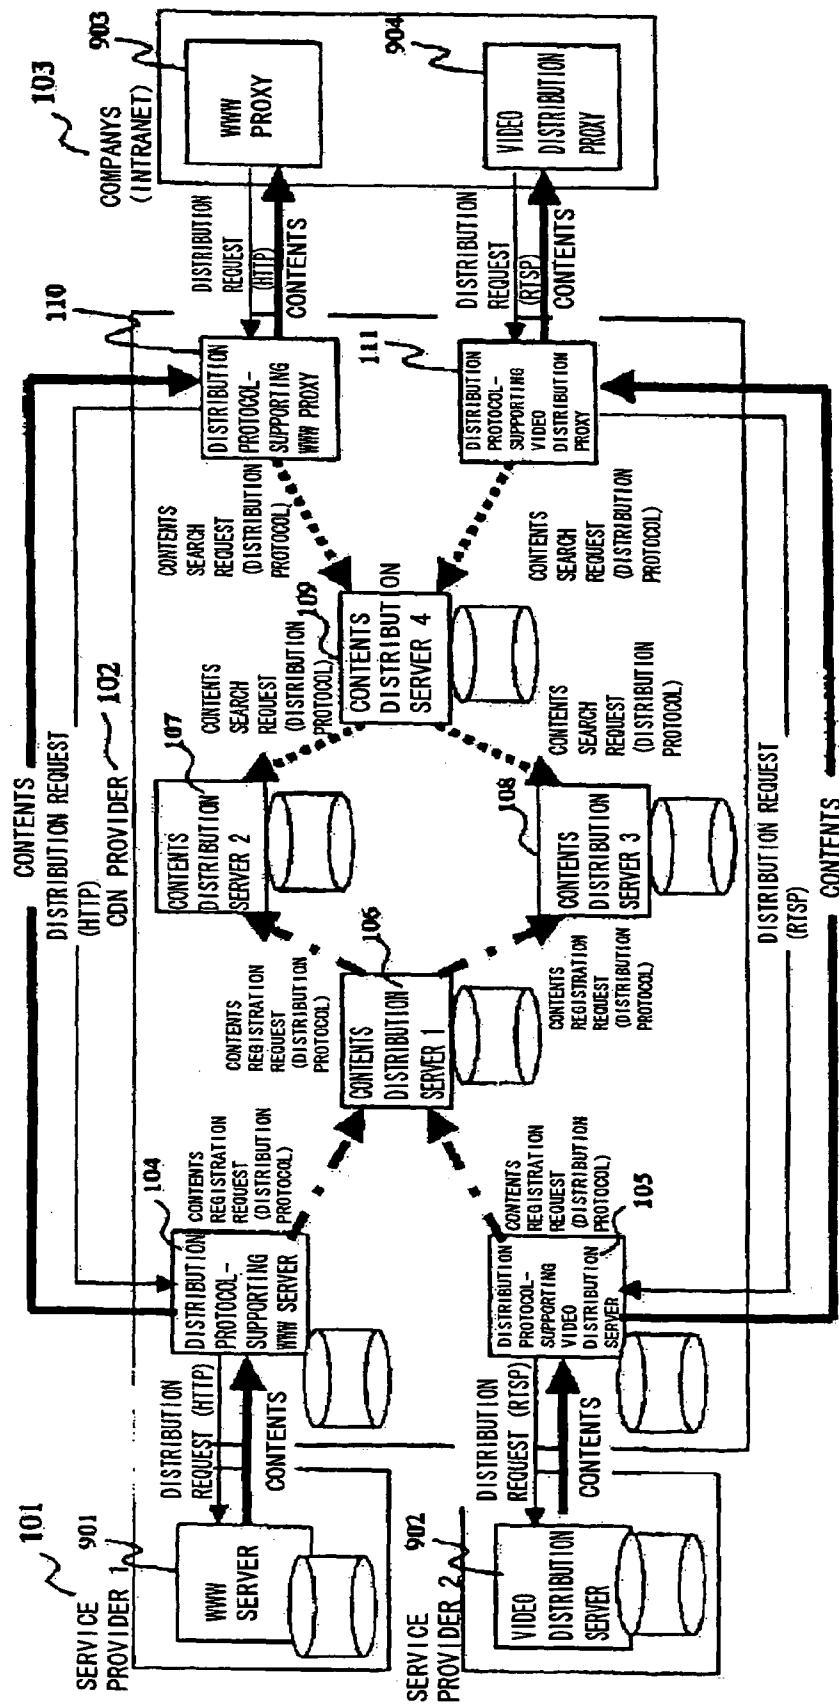 101
SERVICE
PROVIDER 1
901
WWW
SERVER
DISTRIBUTION
REQUEST (HTTP)
CONTENTS
SERVICE
PROVIDER 2
902
VIDEO
DISTRIBUTION
SERVER
DISTRIBUTION
REQUEST (RTSP)
CONTENTS
CONTENTS
DISTRIBUTION REQUEST
(HTTP)
CDN PROVIDER
102
104
DISTRIBUTION
PROTOCOL-
SUPPORTING
WWW SERVER
CONTENTS
REGISTRATION
REQUEST
(DISTRIBUTION
PROTOCOL)
105
DISTRIBUTION
PROTOCOL-
SUPPORTING
VIDEO
DISTRIBUTION
SERVER
CONTENTS
REGISTRATION
REQUEST
(DISTRIBUTION
PROTOCOL)
106
CONTENTS
DISTRIBUTION
SERVER 1
CONTENTS
REGISTRATION
REQUEST
(DISTRIBUTION
PROTOCOL)
CONTENTS
REGISTRATION
REQUEST
(DISTRIBUTION
PROTOCOL)
107
CONTENTS
DISTRIBUTION
SERVER 2
108
CONTENTS
DISTRIBUTION
SERVER 3
CONTENTS
SEARCH
REQUEST
(DISTRIBUTION
PROTOCOL)
CONTENTS
SEARCH
REQUEST
(DISTRIBUTION
PROTOCOL)
109
CONTENTS
DISTRIBUTION
SERVER 4
CONTENTS
SEARCH
REQUEST
(DISTRIBUTION
PROTOCOL)
CONTENTS
SEARCH
REQUEST
(DISTRIBUTION
PROTOCOL)
110
DISTRIBUTION
PROTOCOL-
SUPPORTING
WWW PROXY
111
DISTRIBUTION
PROTOCOL-
SUPPORTING
VIDEO
DISTRIBUTION
PROXY
DISTRIBUTION REQUEST
(RTSP)
CONTENTS
DISTRIBUTION
REQUEST
(HTTP)
CONTENTS
DISTRIBUTION
REQUEST
(RTSP)
CONTENTS
103
COMPANYS
(INTRANET)
903
WWW
PROXY
904
VIDEO
DISTRIBUTION
PROXY